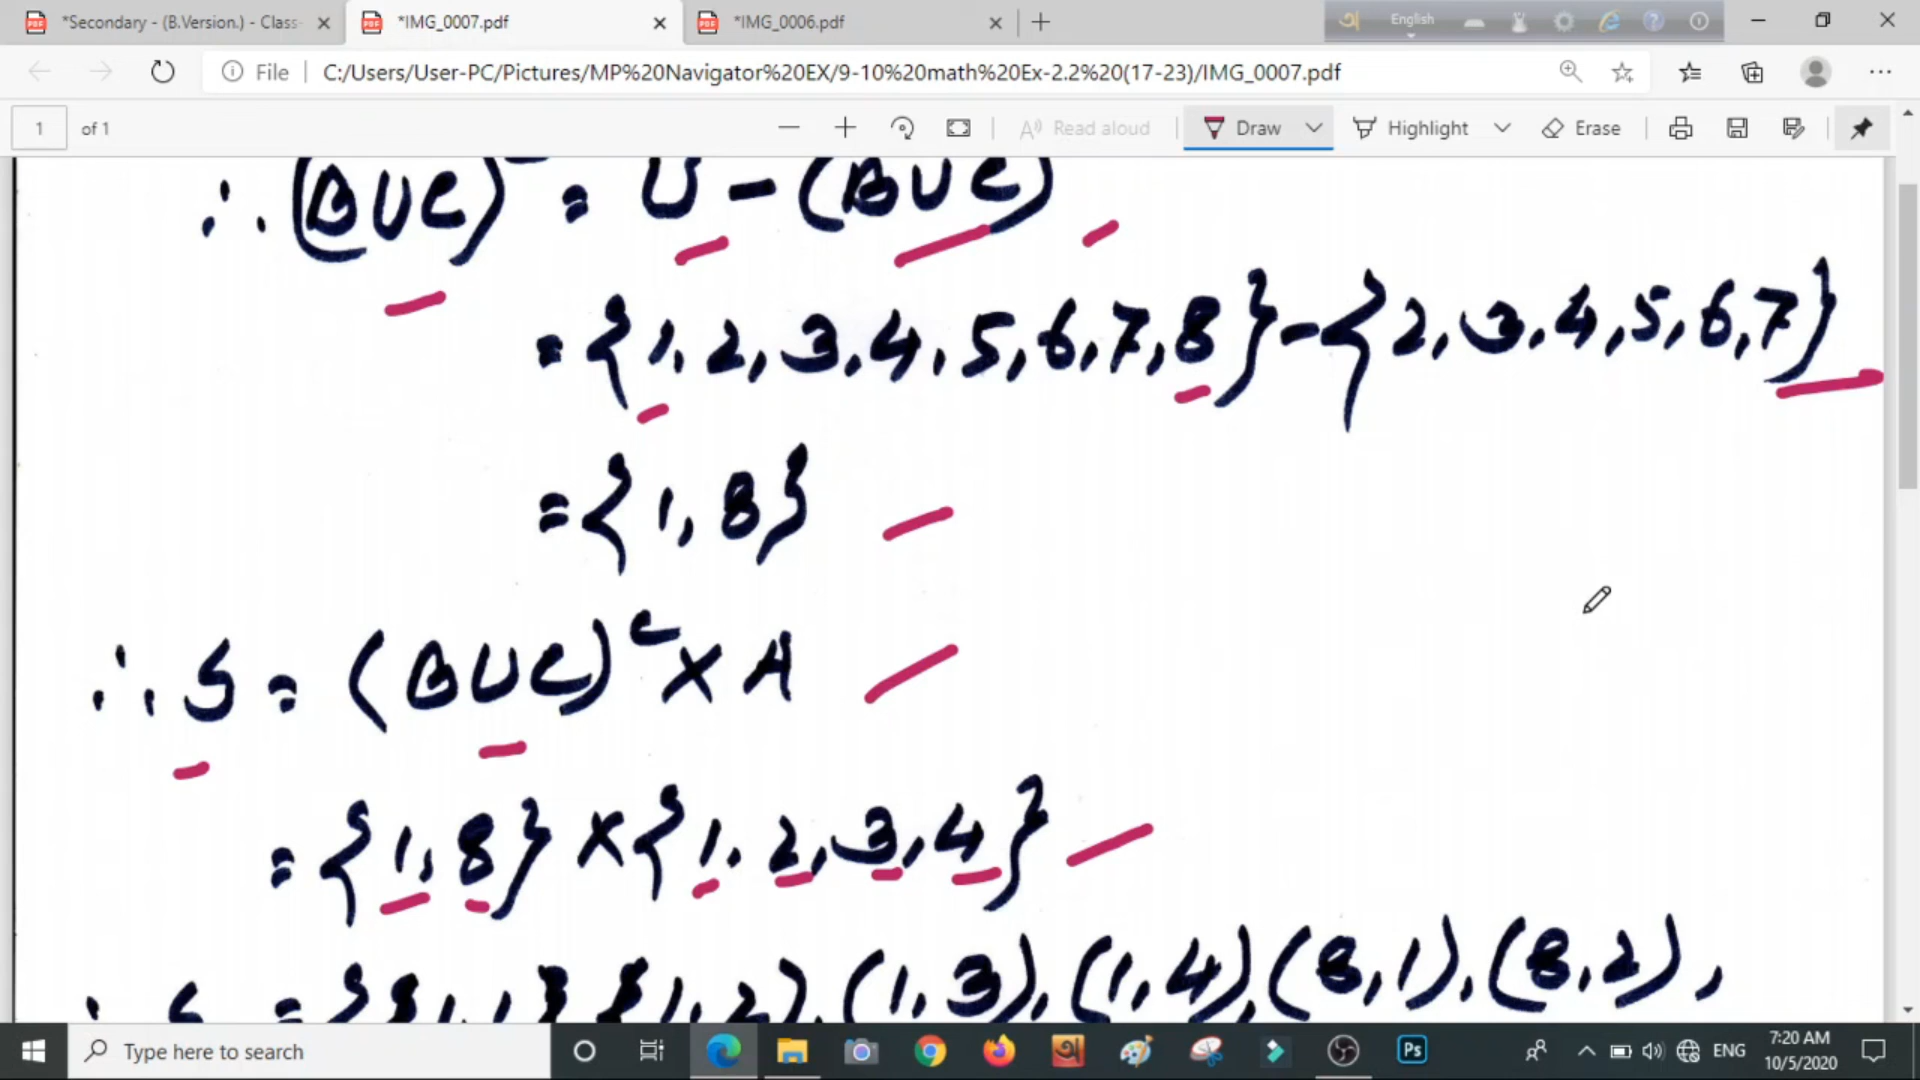 *Secondary - (B.Version.) - Class
*IMG_0007.pdf
*IMG_0006.pdf
English
File
C:/Users/User-PC/Pictures/MP%20Navigator%20EX/9-10%20math%20Ex-2.2%20(17-23)/IMG_0007.pdf
1 of 1
Read aloud
Draw
Highlight
Erase
∴ (BUC)ᶜ = U - (BUC)
= {1, 2, 3, 4, 5, 6, 7, 8} - {2, 3, 4, 5, 6, 7}
= {1, 8}
∴ S = (BUC)ᶜ X A
= {1, 8} X {1, 2, 3, 4}
(1, 3), (1, 4), (8, 1), (8, 2),
Type here to search
Ps
ENG
7:20 AM
10/5/2020